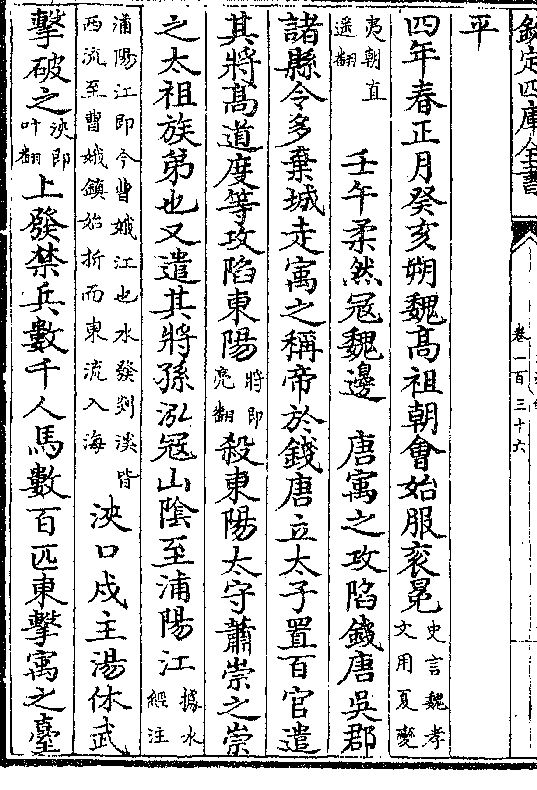 欽定四庫全書
卷一百三十六
平
四年春正月癸亥朔魏高祖朝會始服衮冕史言魏孝文用夏變
夷朝直遥翻 壬午柔然寇魏邊 唐寓之攻陷錢唐吳郡
諸縣令多棄城走寓之稱帝於錢唐立太子置百官遣
其將高道度等攻陷東陽將即亮翻殺東陽太守蕭崇之崇
之太祖族弟也又遣其將孫泓寇山陰至浦陽江據水經注
浦陽江即今曹娥江也水發剡淡皆西流至曹娥鎮始折而東流入海浹口戍主湯休武
擊破之浹即叶翻上發禁兵數千人馬數百匹東擊寓之臺